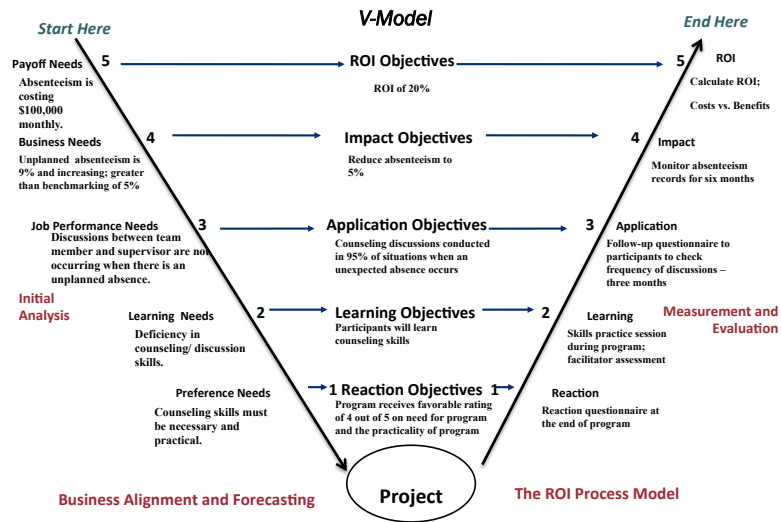 V-Model
Start Here
End Here
Payoff Needs
5
ROI Objectives
5
ROI
Absenteeism is
costing
$100,000
monthly.
ROI of 20%
Calculate ROI;
Costs vs. Benefits
Business Needs
4
Impact Objectives
4
Impact
Unplanned absenteeism is
9% and increasing; greater
than benchmarking of 5%
Reduce absenteeism to
5%
Monitor absenteeism
records for six months
Job Performance Needs
3
Application Objectives
3
Application
Discussions between team
member and supervisor are not
occurring when there is an
unplanned absence.
Counseling discussions conducted
in 95% of situations when an
unexpected absence occurs
Follow-up questionnaire to
participants to check
frequency of discussions –
three months
Initial
Analysis
Learning Needs
2
Learning Objectives
2
Learning
Measurement and
Evaluation
Deficiency in
counseling/ discussion
skills.
Participants will learn
counseling skills
Skills practice session
during program;
facilitator assessment
Preference Needs
1 Reaction Objectives 1
Reaction
Counseling skills must
be necessary and
practical.
Program receives favorable rating
of 4 out of 5 on need for program
and the practicality of program
Reaction questionnaire at
the end of program
Business Alignment and Forecasting
Project
The ROI Process Model